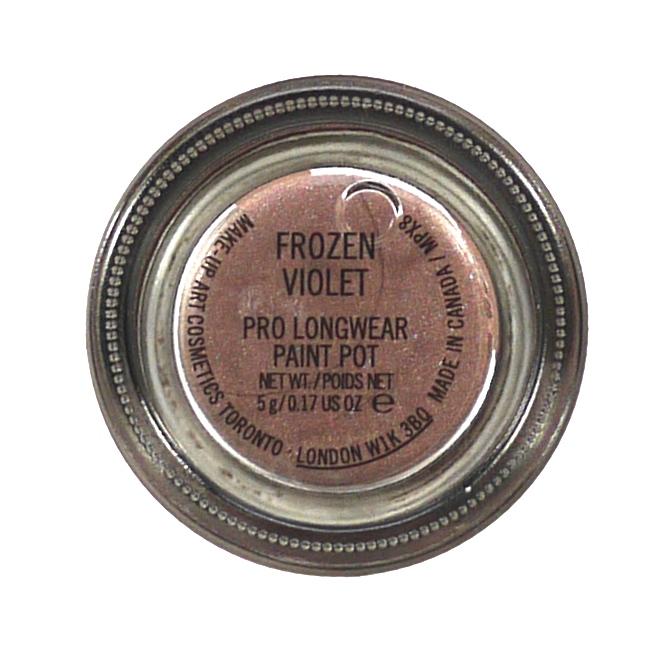 FROZEN
VIOLET
PRO LONGWEAR
PAINT POT
NET WT./POIDS NET
5 g/0.17 US OZ ℮
MAKE-UP ART COSMETICS TORONTO · LONDON W1K 3BQ MADE IN CANADA / MPX8